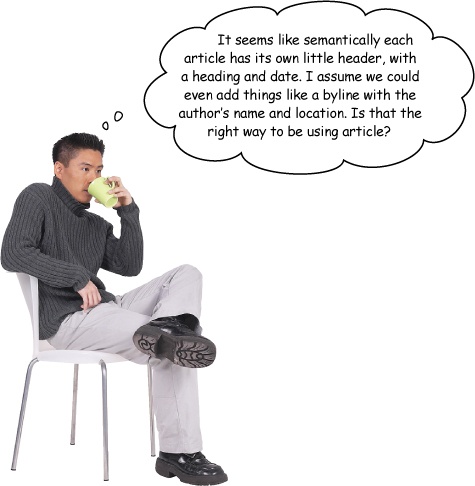 It seems like semantically each
article has its own little header, with
a heading and date. I assume we could
even add things like a byline with the
author's name and location. Is that the
right way to be using article?